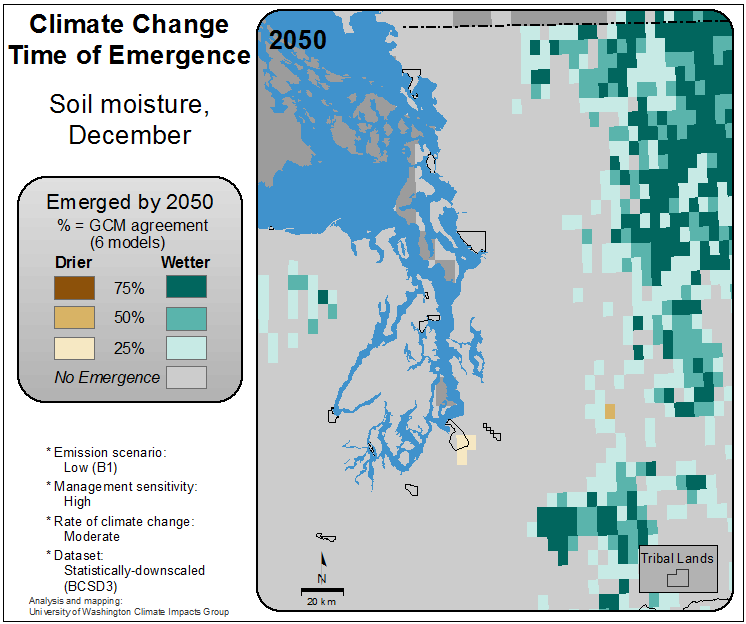 Climate Change
Time of Emergence
Soil moisture,
December
Emerged by 2050
% = GCM agreement
(6 models)
Drier Wetter
75%
50%
25%
No Emergence
* Emission scenario:
Low (B1)
* Management sensitivity:
High
* Rate of climate change:
Moderate
* Dataset:
Statistically-downscaled
(BCSD3)
Analysis and mapping:
University of Washington Climate Impacts Group
2050
N
20 km
Tribal Lands